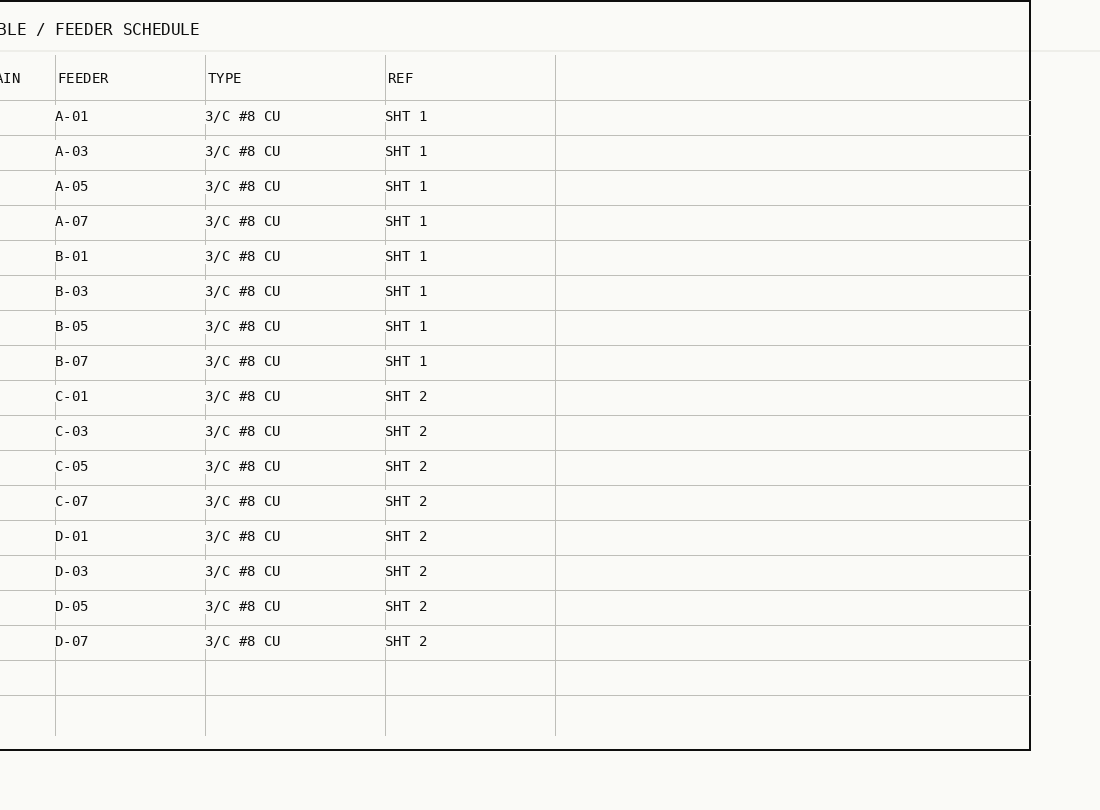 BLE / FEEDER SCHEDULE
AIN FEEDER TYPE REF
A-01 3/C #8 CU SHT 1
A-03 3/C #8 CU SHT 1
A-05 3/C #8 CU SHT 1
A-07 3/C #8 CU SHT 1
B-01 3/C #8 CU SHT 1
B-03 3/C #8 CU SHT 1
B-05 3/C #8 CU SHT 1
B-07 3/C #8 CU SHT 1
C-01 3/C #8 CU SHT 2
C-03 3/C #8 CU SHT 2
C-05 3/C #8 CU SHT 2
C-07 3/C #8 CU SHT 2
D-01 3/C #8 CU SHT 2
D-03 3/C #8 CU SHT 2
D-05 3/C #8 CU SHT 2
D-07 3/C #8 CU SHT 2